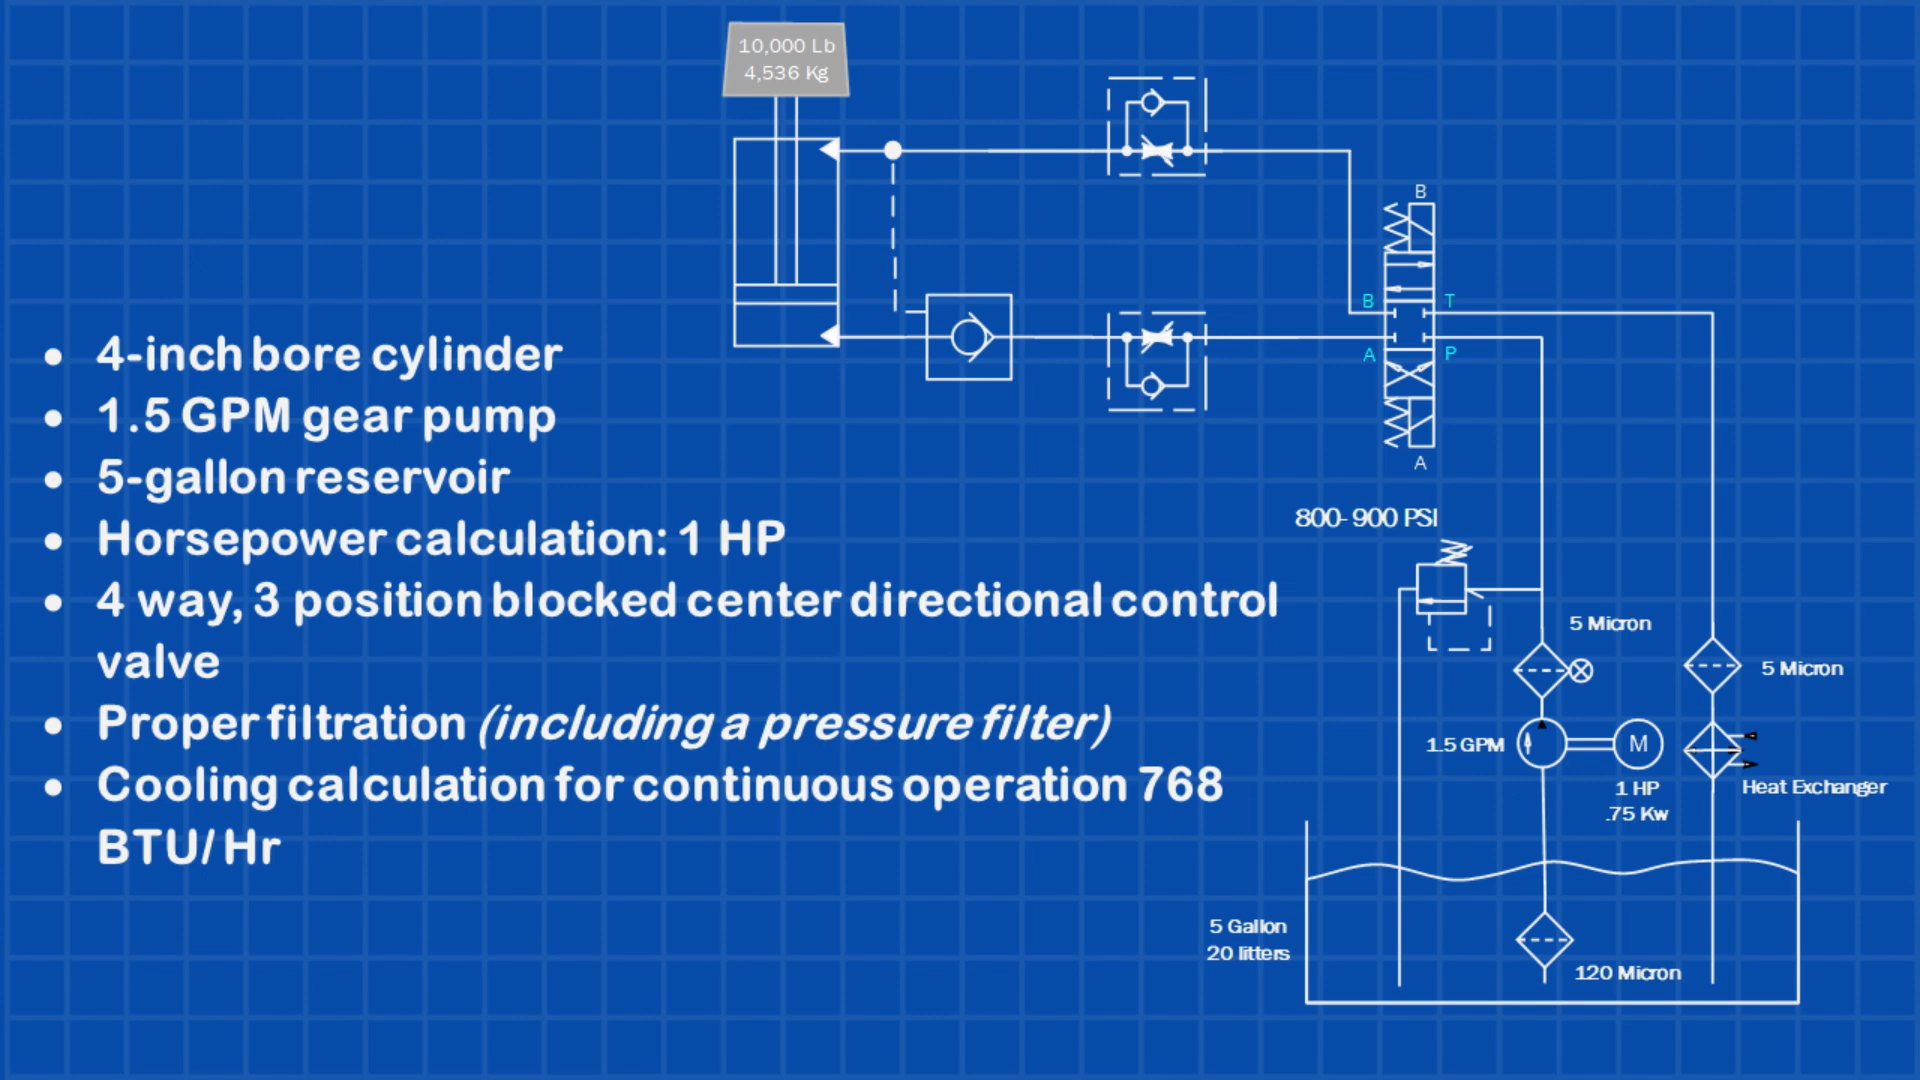 10,000 Lb
4,536 Kg
B
B T
A P
A
800-900 PSI
5 Micron
5 Micron
1.5 GPM
M
1 HP
.75 Kw
Heat Exchanger
5 Gallon
20 litters
120 Micron
• 4-inch bore cylinder
• 1.5 GPM gear pump
• 5-gallon reservoir
• Horsepower calculation: 1 HP
• 4 way, 3 position blocked center directional control
valve
• Proper filtration (including a pressure filter)
• Cooling calculation for continuous operation 768
BTU/Hr